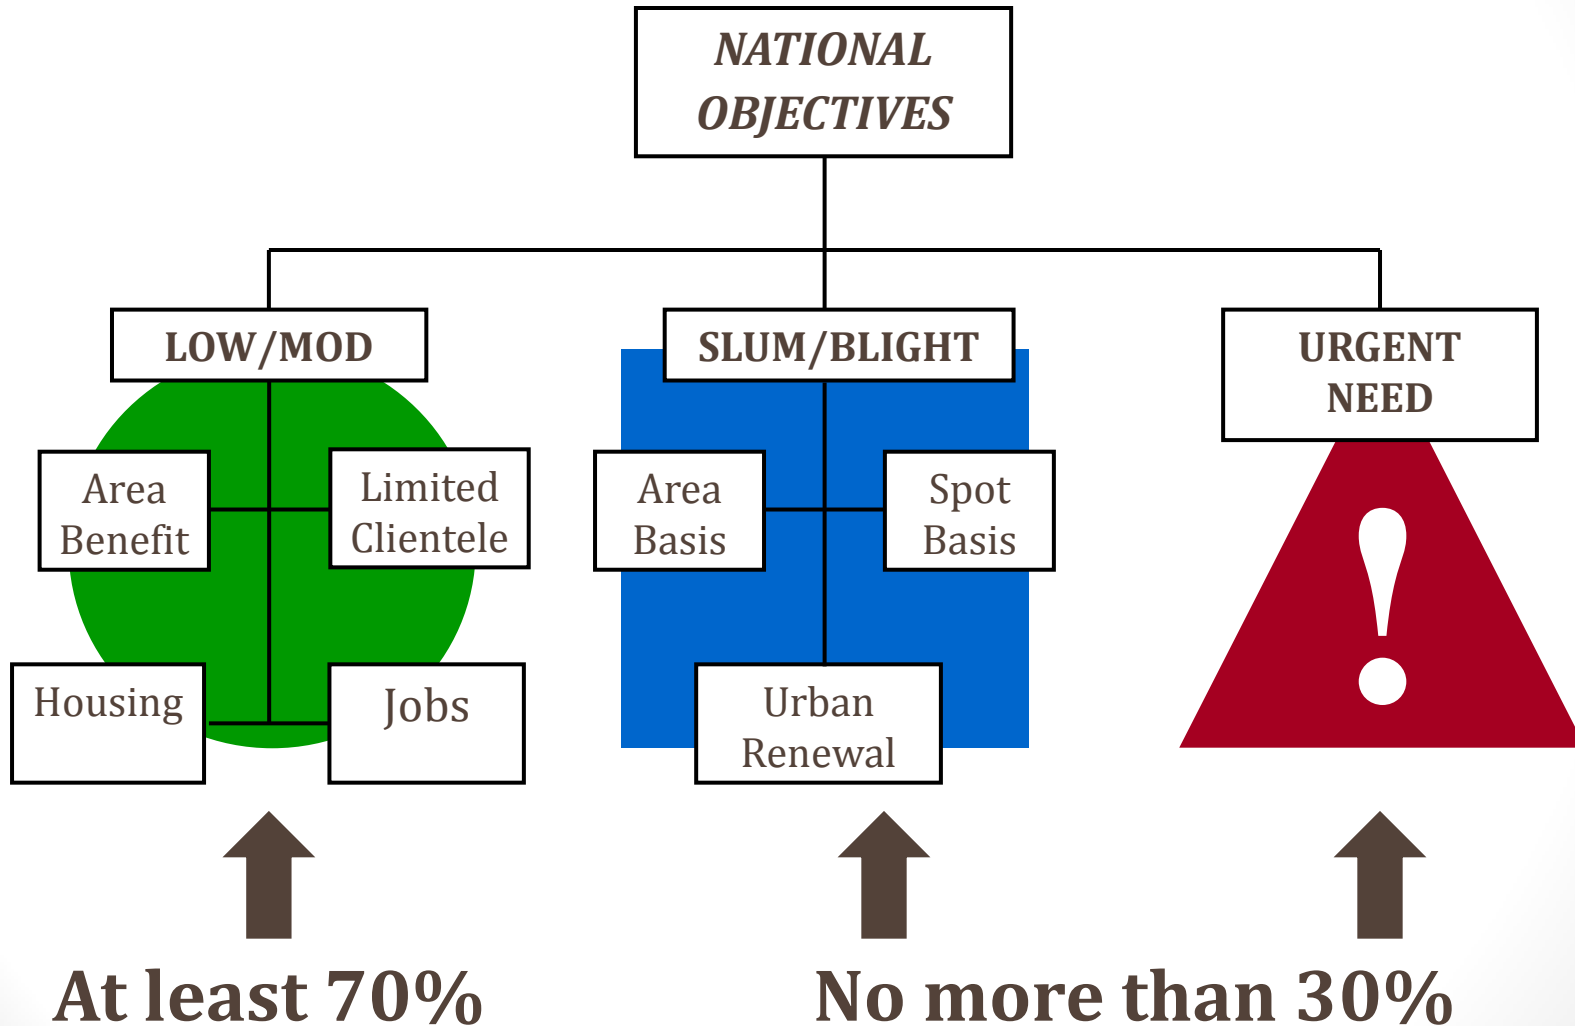 NATIONAL
OBJECTIVES
LOW/MOD
SLUM/BLIGHT
URGENT
NEED
Area
Benefit
Limited
Clientele
Area
Basis
Spot
Basis
!
Housing
Jobs
Urban
Renewal
At least 70%
No more than 30%